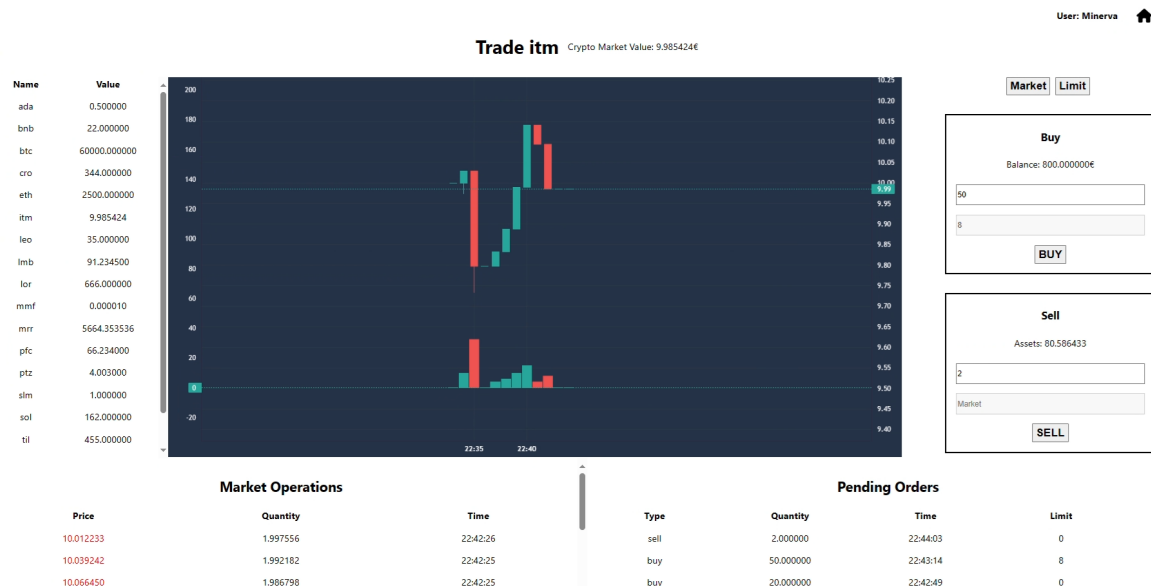 User: Minerva
Trade itm Crypto Market Value: 9.985424€
Name Value
ada 0.500000
bnb 22.000000
btc 60000.000000
cro 344.000000
eth 2500.000000
itm 9.985424
leo 35.000000
lmb 91.234500
lor 666.000000
mmf 0.000010
mrr 5664.353536
pfc 66.234000
ptz 4.003000
slm 1.000000
sol 162.000000
til 455.000000
200
180
160
140
120
100
80
60
40
20
0
-20
22:35 22:40
10.25
10.20
10.15
10.10
10.05
10.00
9.99
9.95
9.90
9.85
9.80
9.75
9.70
9.65
9.60
9.55
9.50
9.45
9.40
Market Limit
Buy
Balance: 800.000000€
50
8
BUY
Sell
Assets: 80.586433
2
Market
SELL
Market Operations
Price Quantity Time
10.012233 1.997556 22:42:26
10.039242 1.992182 22:42:25
10.066450 1.986798 22:42:25
Pending Orders
Type Quantity Time Limit
sell 2.000000 22:44:03 0
buy 50.000000 22:43:14 8
buy 20.000000 22:42:49 0